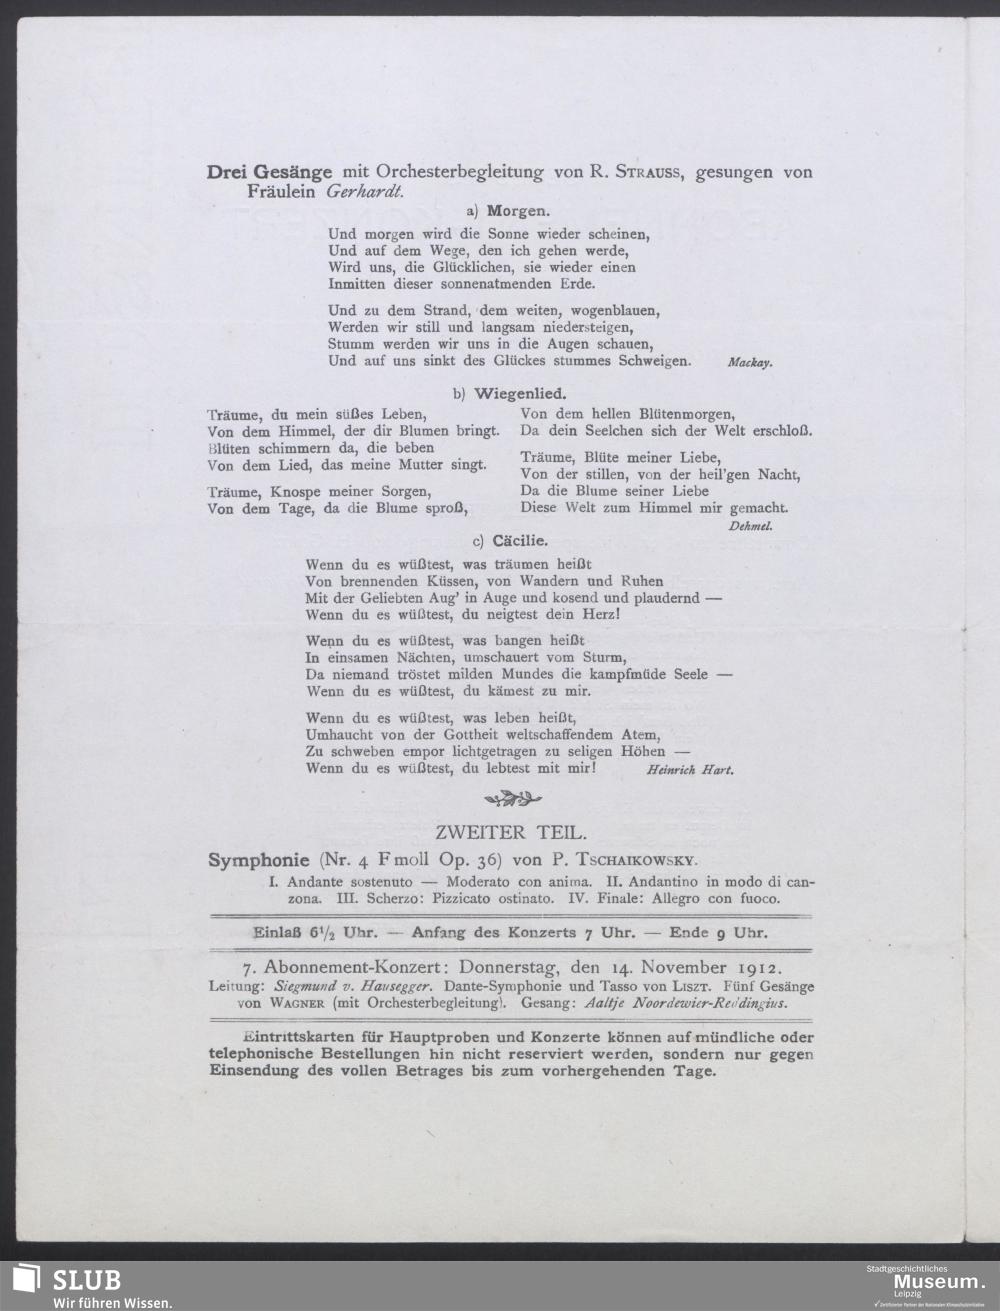 Drei Gesänge mit Orchesterbegleitung von R. STRAUSS, gesungen von
Fräulein Gerhardt.
a) Morgen.
Und morgen wird die Sonne wieder scheinen,
Und auf dem Wege, den ich gehen werde,
Wird uns, die Glücklichen, sie wieder einen
Inmitten dieser sonnenatmenden Erde.
Und zu dem Strand, dem weiten, wogenblauen,
Werden wir still und langsam niedersteigen,
Stumm werden wir uns in die Augen schauen,
Und auf uns sinkt des Glückes stummes Schweigen. Mackay.
b) Wiegenlied.
Träume, du mein süßes Leben,
Von dem Himmel, der dir Blumen bringt.
Blüten schimmern da, die beben
Von dem Lied, das meine Mutter singt.
Träume, Knospe meiner Sorgen,
Von dem Tage, da die Blume sproß,
Von dem hellen Blütenmorgen,
Da dein Seelchen sich der Welt erschloß.
Träume, Blüte meiner Liebe,
Von der stillen, von der heil'gen Nacht,
Da die Blume seiner Liebe
Diese Welt zum Himmel mir gemacht.
Dehmel.
c) Cäcilie.
Wenn du es wüßtest, was träumen heißt
Von brennenden Küssen, von Wandern und Ruhen
Mit der Geliebten Aug' in Auge und kosend und plaudernd —
Wenn du es wüßtest, du neigtest dein Herz!
Wenn du es wüßtest, was bangen heißt
In einsamen Nächten, umschauert vom Sturm,
Da niemand tröstet milden Mundes die kampfmüde Seele —
Wenn du es wüßtest, du kämest zu mir.
Wenn du es wüßtest, was leben heißt,
Umhaucht von der Gottheit weltschaffendem Atem,
Zu schweben empor lichtgetragen zu seligen Höhen —
Wenn du es wüßtest, du lebtest mit mir! Heinrich Hart.
ZWEITER TEIL.
Symphonie (Nr. 4 F moll Op. 36) von P. TSCHAIKOWSKY.
I. Andante sostenuto — Moderato con anima. II. Andantino in modo di can-
zona. III. Scherzo: Pizzicato ostinato. IV. Finale: Allegro con fuoco.
Einlaß 6½ Uhr. — Anfang des Konzerts 7 Uhr. — Ende 9 Uhr.
7. Abonnement-Konzert: Donnerstag, den 14. November 1912.
Leitung: Siegmund v. Hausegger. Dante-Symphonie und Tasso von LISZT. Fünf Gesänge
von WAGNER (mit Orchesterbegleitung). Gesang: Aaltje Noordewier-Reddingius.
Eintrittskarten für Hauptproben und Konzerte können auf mündliche oder
telephonische Bestellungen hin nicht reserviert werden, sondern nur gegen
Einsendung des vollen Betrages bis zum vorhergehenden Tage.
SLUB
Wir führen Wissen.
Stadtgeschichtliches
Museum.
Leipzig
Zertifizierter Partner der Nationalen Klimaschutzinitiative